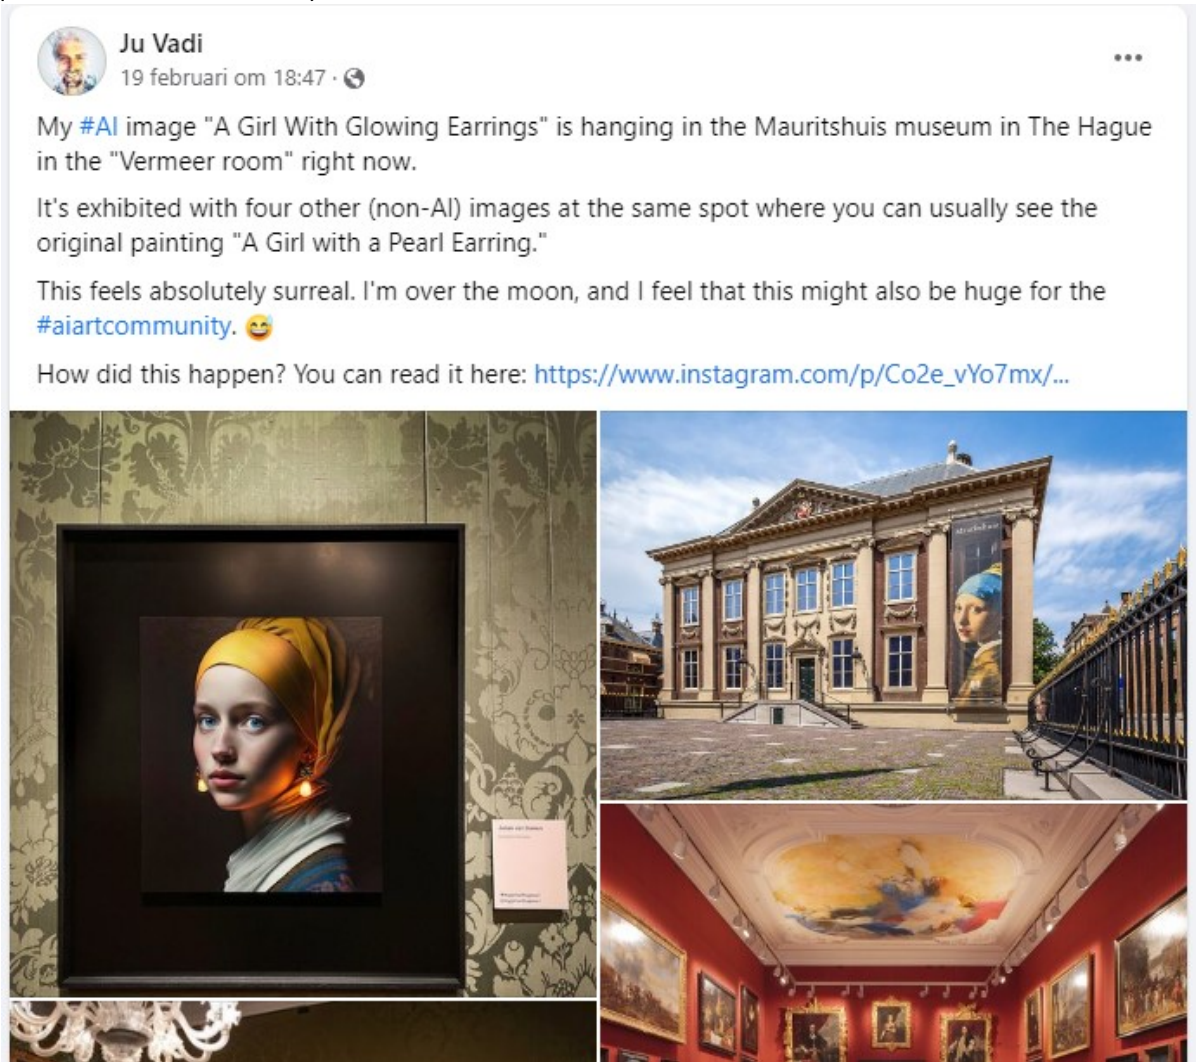 Ju Vadi
19 februari om 18:47 ·
My #AI image "A Girl With Glowing Earrings" is hanging in the Mauritshuis museum in The Hague
in the "Vermeer room" right now.
It's exhibited with four other (non-AI) images at the same spot where you can usually see the
original painting "A Girl with a Pearl Earring."
This feels absolutely surreal. I'm over the moon, and I feel that this might also be huge for the
#aiartcommunity. 😅
How did this happen? You can read it here: https://www.instagram.com/p/Co2e_vYo7mx/...
Mauritshuis